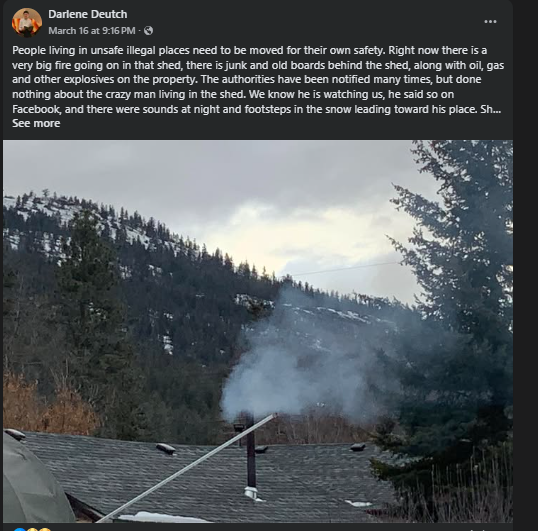 Darlene Deutch
March 16 at 9:16 PM ·
People living in unsafe illegal places need to be moved for their own safety. Right now there is a
very big fire going on in that shed, there is junk and old boards behind the shed, along with oil, gas
and other explosives on the property. The authorities have been notified many times, but done
nothing about the crazy man living in the shed. We know he is watching us, he said so on
Facebook, and there were sounds at night and footsteps in the snow leading toward his place. Sh...
See more